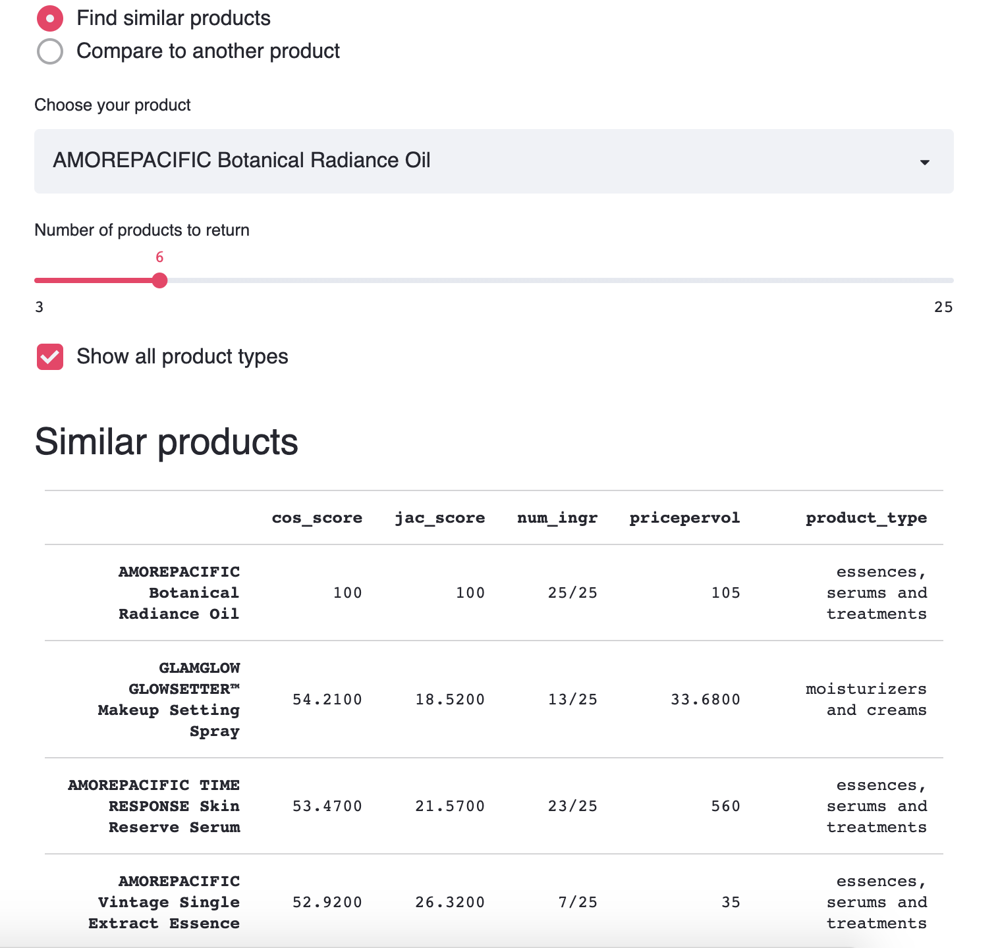 Find similar products
Compare to another product
Choose your product
AMOREPACIFIC Botanical Radiance Oil
Number of products to return
6
3 25
Show all product types
Similar products
cos_score jac_score num_ingr pricepervol product_type
AMOREPACIFIC essences,
Botanical 100 100 25/25 105 serums and
Radiance Oil treatments
GLAMGLOW
GLOWSETTER™ moisturizers
54.2100 18.5200 13/25 33.6800
Makeup Setting and creams
Spray
AMOREPACIFIC TIME essences,
RESPONSE Skin 53.4700 21.5700 23/25 560 serums and
Reserve Serum treatments
AMOREPACIFIC essences,
Vintage Single 52.9200 26.3200 7/25 35 serums and
Extract Essence treatments